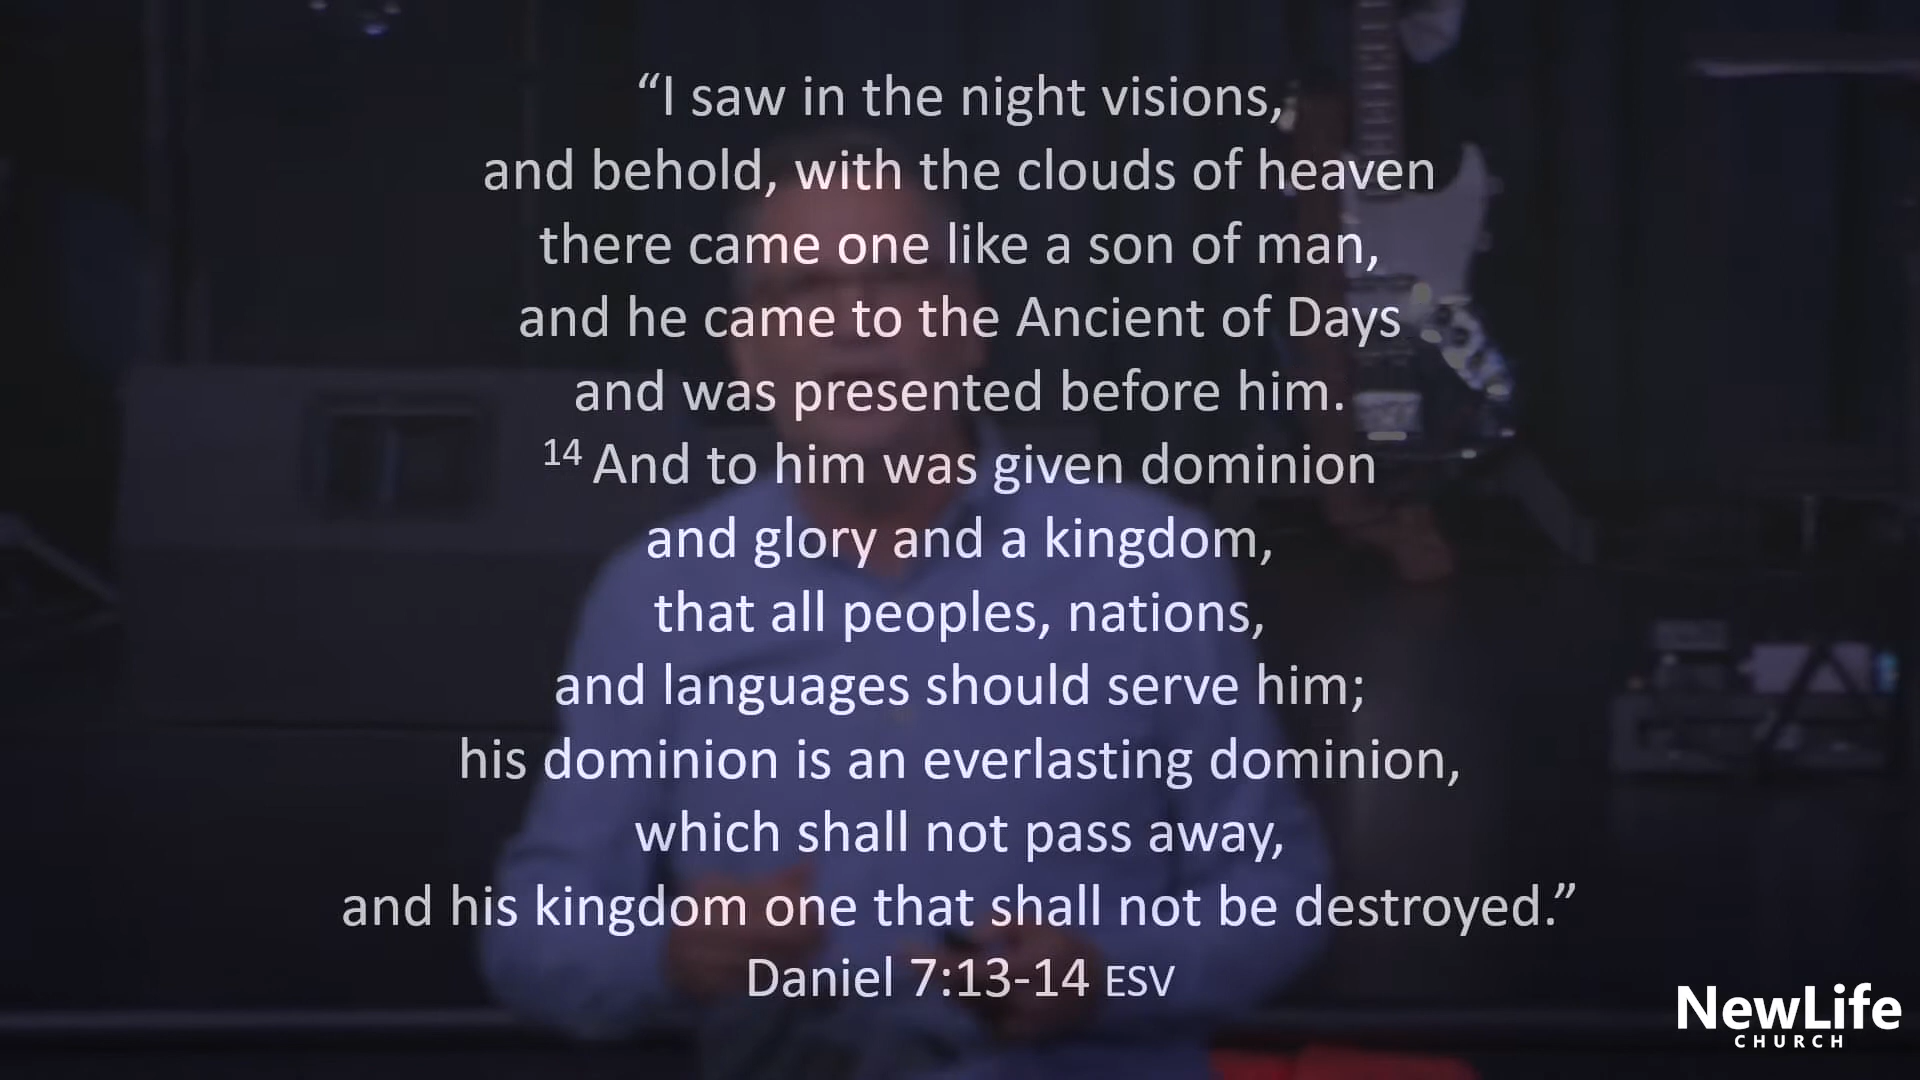 “I saw in the night visions,
and behold, with the clouds of heaven
there came one like a son of man,
and he came to the Ancient of Days
and was presented before him.
14 And to him was given dominion
and glory and a kingdom,
that all peoples, nations,
and languages should serve him;
his dominion is an everlasting dominion,
which shall not pass away,
and his kingdom one that shall not be destroyed.”
Daniel 7:13-14 ESV
NewLife
CHURCH